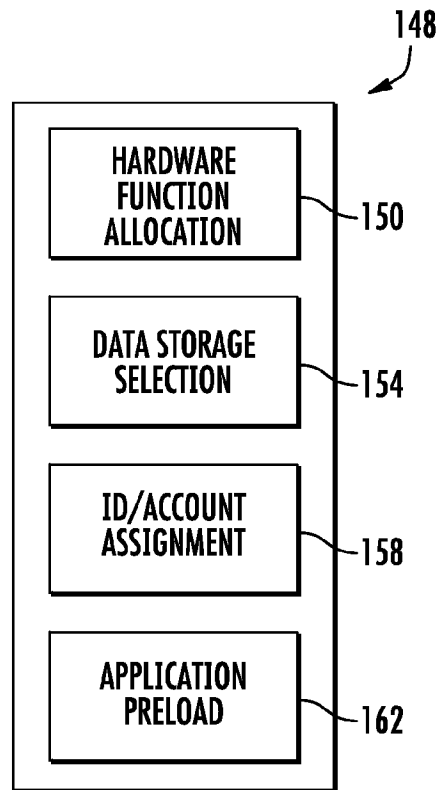 148
HARDWARE
FUNCTION
ALLOCATION
150
DATA STORAGE
SELECTION
154
ID/ACCOUNT
ASSIGNMENT
158
APPLICATION
PRELOAD
162